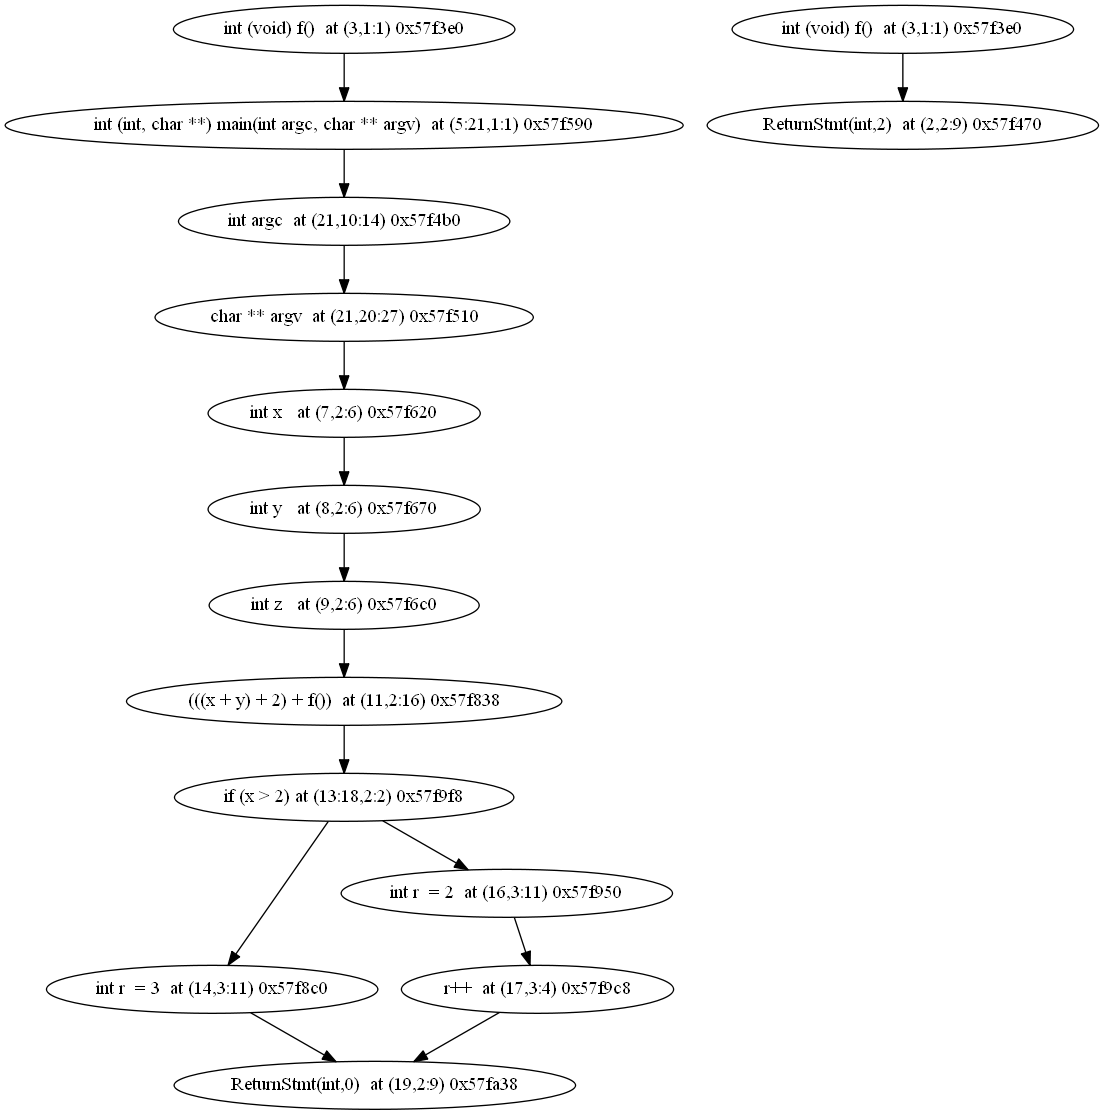 int (void) f()  at (3,1:1) 0x57f3e0
int (void) f()  at (3,1:1) 0x57f3e0
int (int, char **) main(int argc, char ** argv)  at (5:21,1:1) 0x57f590
ReturnStmt(int,2)  at (2,2:9) 0x57f470
int argc  at (21,10:14) 0x57f4b0
char ** argv  at (21,20:27) 0x57f510
int x   at (7,2:6) 0x57f620
int y   at (8,2:6) 0x57f670
int z   at (9,2:6) 0x57f6c0
(((x + y) + 2) + f())  at (11,2:16) 0x57f838
if (x > 2) at (13:18,2:2) 0x57f9f8
int r  = 2  at (16,3:11) 0x57f950
int r  = 3  at (14,3:11) 0x57f8c0
r++  at (17,3:4) 0x57f9c8
ReturnStmt(int,0)  at (19,2:9) 0x57fa38